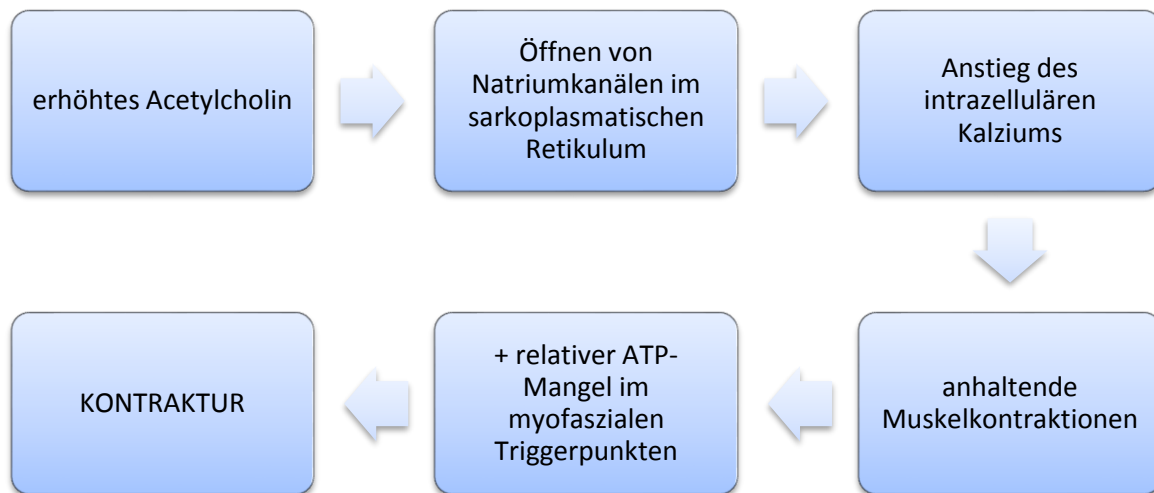 erhöhtes Acetylcholin
Öffnen von
Natriumkanälen im
sarkoplasmatischen
Retikulum
Anstieg des
intrazellulären
Kalziums
anhaltende
Muskelkontraktionen
+ relativer ATP-
Mangel im
myofaszialen
Triggerpunkten
KONTRAKTUR